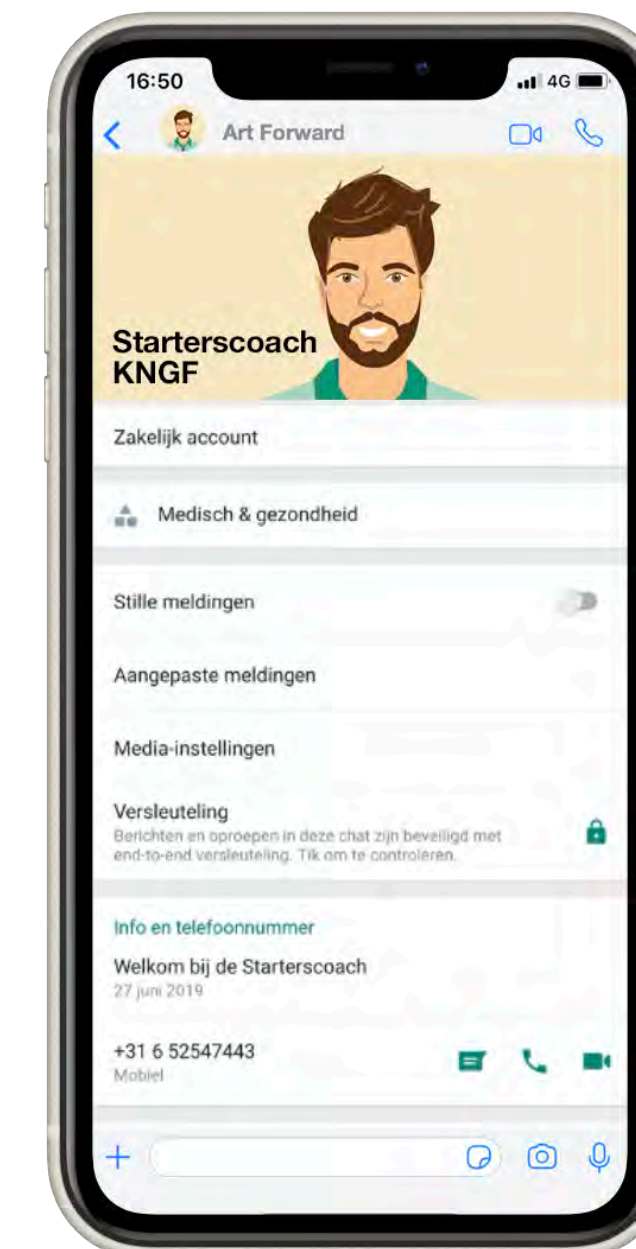 16:50
4G
Art Forward
Starterscoach
KNGF
Zakelijk account
Medisch & gezondheid
Stille meldingen
Aangepaste meldingen
Media-instellingen
Versleuteling
Berichten en oproepen in deze chat zijn beveiligd met
end-to-end versleuteling. Tik om te controleren.
Info en telefoonnummer
Welkom bij de Starterscoach
27 juni 2019
+31 6 52547443
Mobiel